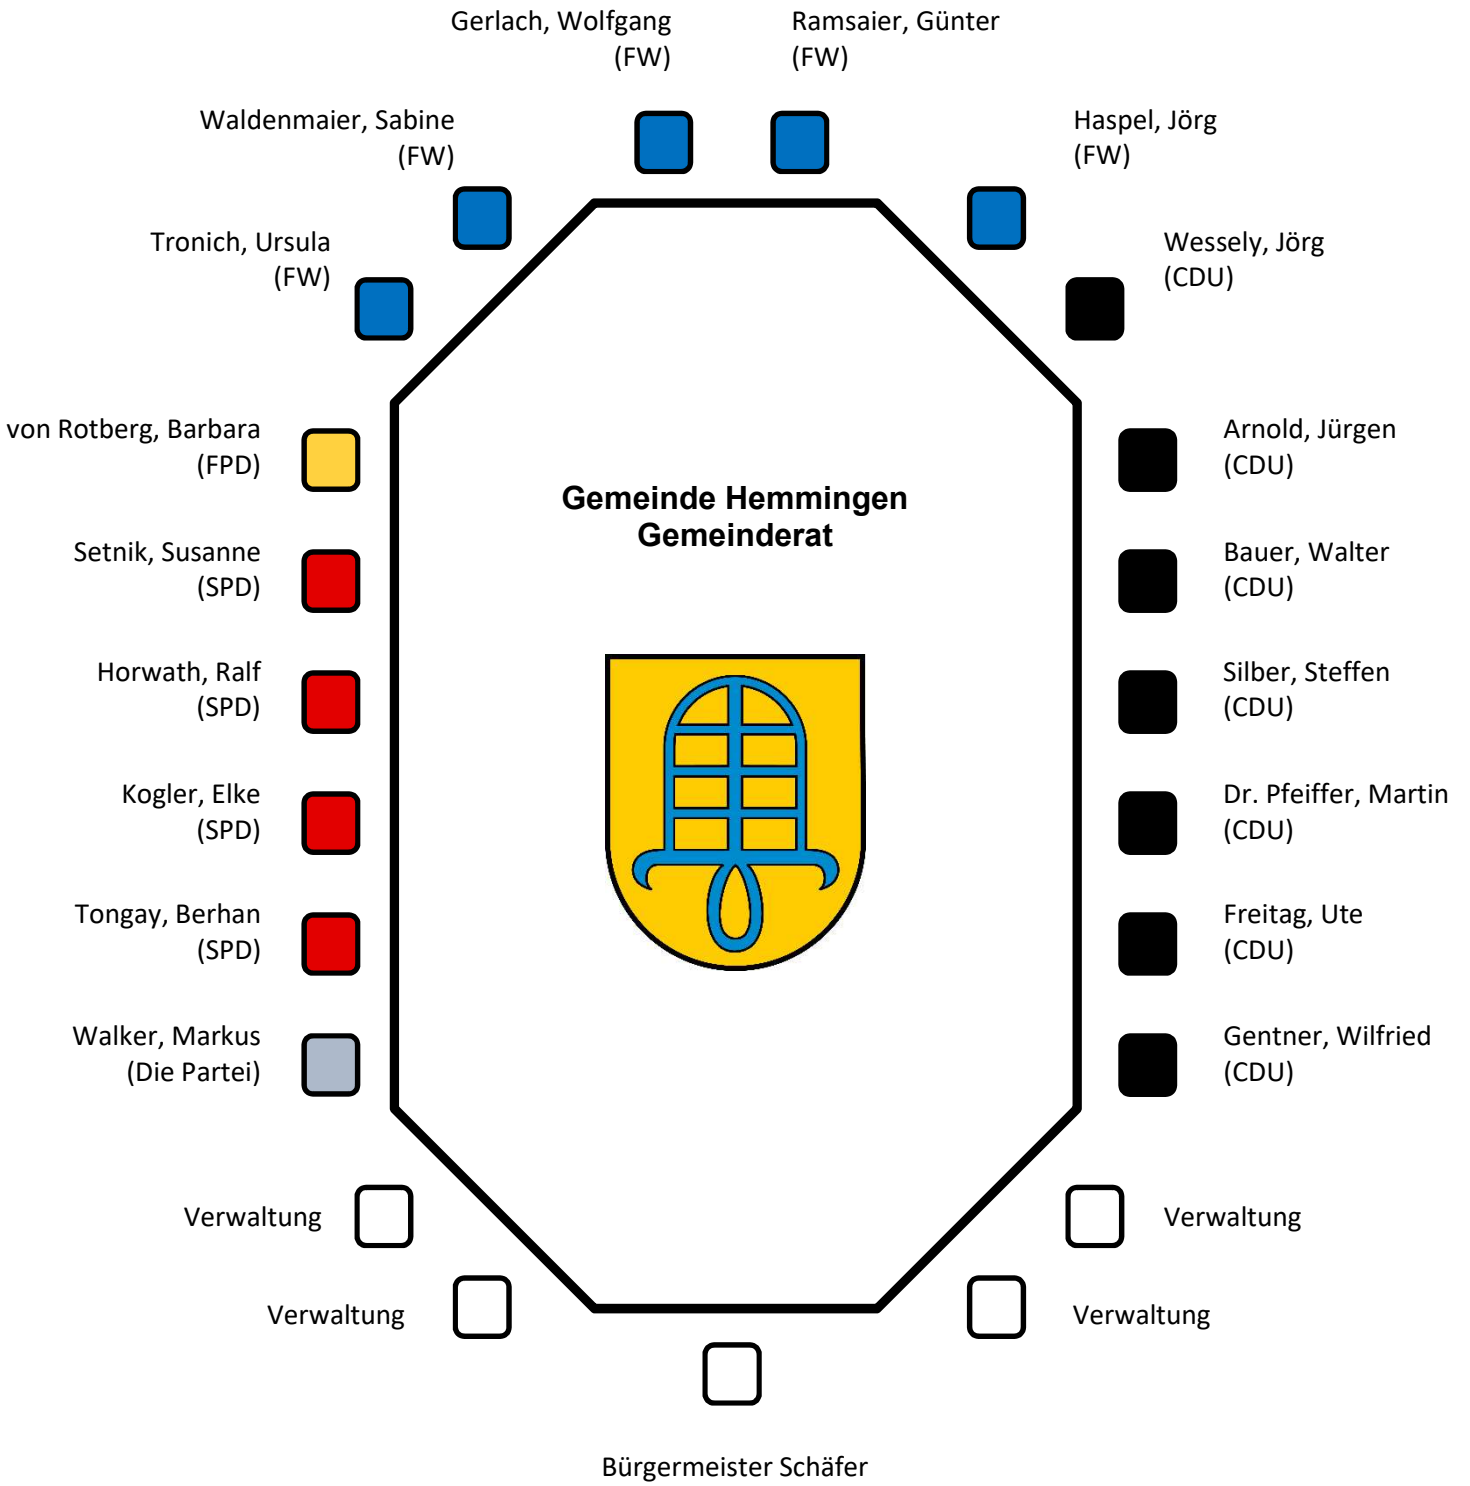 Gerlach, Wolfgang
(FW)
Ramsaier, Günter
(FW)
Waldenmaier, Sabine
(FW)
Haspel, Jörg
(FW)
Tronich, Ursula
(FW)
Wessely, Jörg
(CDU)
von Rotberg, Barbara
(FPD)
Arnold, Jürgen
(CDU)
Gemeinde Hemmingen
Gemeinderat
Setnik, Susanne
(SPD)
Bauer, Walter
(CDU)
Horwath, Ralf
(SPD)
Silber, Steffen
(CDU)
Kogler, Elke
(SPD)
Dr. Pfeiffer, Martin
(CDU)
Tongay, Berhan
(SPD)
Freitag, Ute
(CDU)
Walker, Markus
(Die Partei)
Gentner, Wilfried
(CDU)
Verwaltung
Verwaltung
Verwaltung
Verwaltung
Bürgermeister Schäfer